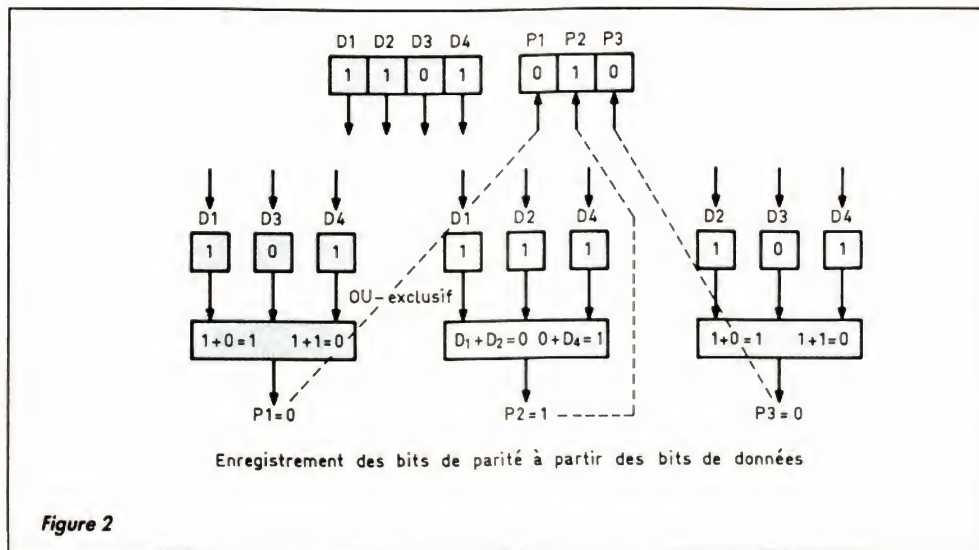 D1 D2 D3 D4 P1 P2 P3
1 1 0 1 0 1 0
D1 D3 D4 D1 D2 D4 D2 D3 D4
1 0 1 1 1 1 1 0 1
OU-exclusif
1+0=1 1+1=0 D1+D2=0 0+D4=1 1+0=1 1+1=0
P1=0 P2=1 P3=0
Enregistrement des bits de parité à partir des bits de données
Figure 2